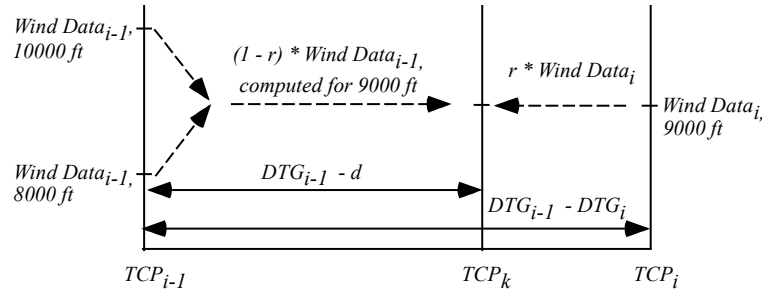 Wind Data_{i-1},
10000 ft
(1 - r) * Wind Data_{i-1},
computed for 9000 ft
r * Wind Data_i
Wind Data_i,
9000 ft
Wind Data_{i-1},
8000 ft
DTG_{i-1} - d
DTG_{i-1} - DTG_i
TCP_{i-1}
TCP_k
TCP_i